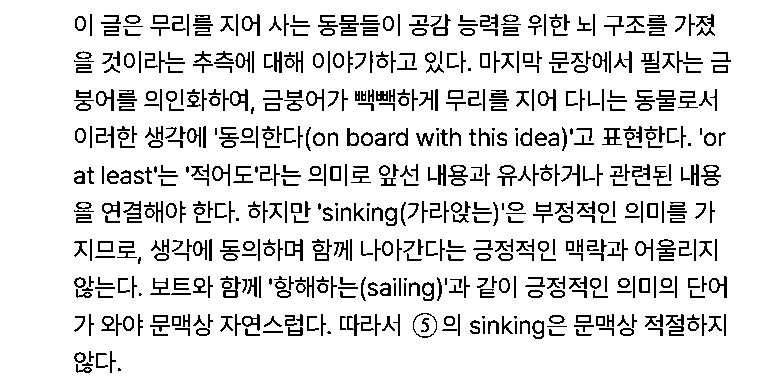 이 글은 무리를 지어 사는 동물들이 공감 능력을 위한 뇌 구조를 가졌
을 것이라는 추측에 대해 이야기하고 있다. 마지막 문장에서 필자는 금
붕어를 의인화하여, 금붕어가 빽빽하게 무리를 지어 다니는 동물로서
이러한 생각에 '동의한다(on board with this idea)'고 표현한다. 'or
at least'는 '적어도'라는 의미로 앞선 내용과 유사하거나 관련된 내용
을 연결해야 한다. 하지만 'sinking(가라앉는)'은 부정적인 의미를 가
지므로, 생각에 동의하며 함께 나아간다는 긍정적인 맥락과 어울리지
않는다. 보트와 함께 '항해하는(sailing)'과 같이 긍정적인 의미의 단어
가 와야 문맥상 자연스럽다. 따라서 ⑤의 sinking은 문맥상 적절하지
않다.